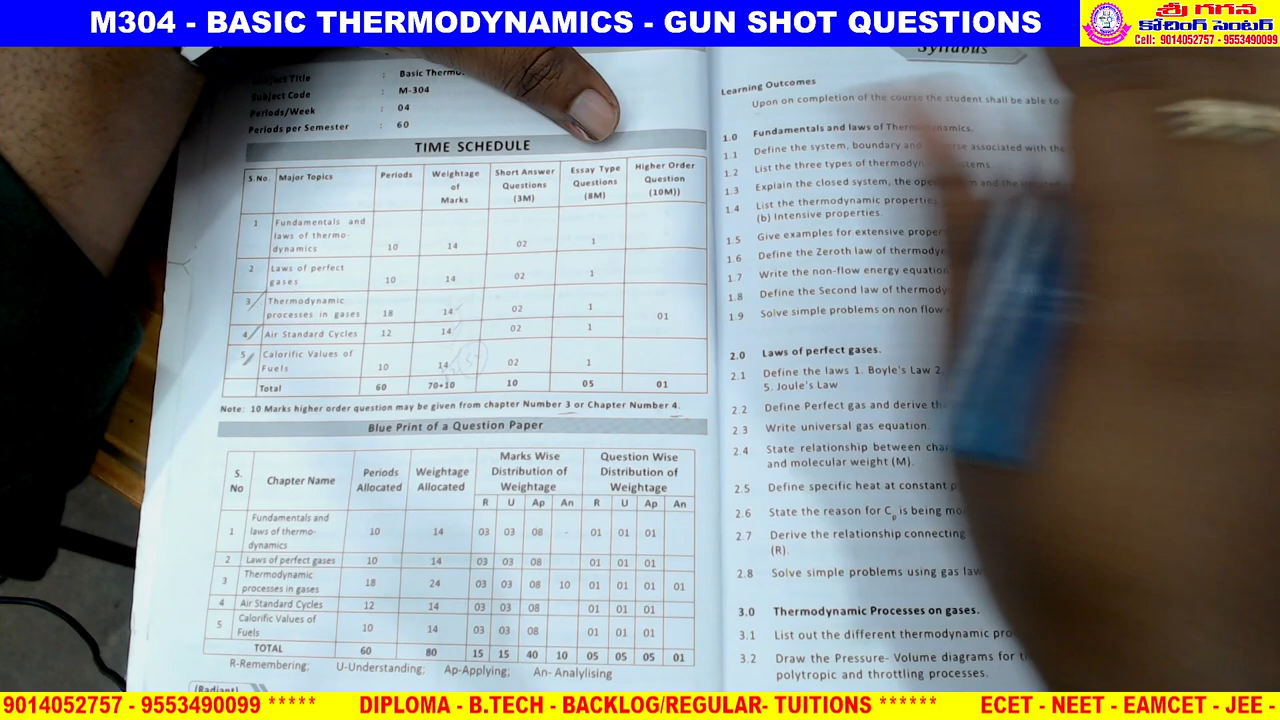 M304 - BASIC THERMODYNAMICS - GUN SHOT QUESTIONS
శ్రీ గగన
కోచింగ్ సెంటర్
Cell: 9014052757 - 9553490099
Subject Title : Basic Thermo
Subject Code : M-304
Periods/Week : 04
Periods per Semester : 60
TIME SCHEDULE
S.No. Major Topics Periods Weightage of Marks Short Answer Questions (3M) Essay Type Questions (8M) Higher Order Question (10M))
1 Fundamentals and laws of thermo-dynamics 10 14 02 1
2 Laws of perfect gases 10 14 02 1
3 Thermodynamic processes in gases 18 14 02 1 01
4 Air Standard Cycles 12 14 02 1
5 Calorific Values of Fuels 10 14 02 1
Total 60 70+10 10 05 01
Note: 10 Marks higher order question may be given from chapter Number 3 or Chapter Number 4.
Blue Print of a Question Paper
S. No Chapter Name Periods Allocated Weightage Allocated Marks Wise Distribution of Weightage Question Wise Distribution of Weightage
R U Ap An R U Ap An
1 Fundamentals and laws of thermo-dynamics 10 14 03 03 08 - 01 01 01
2 Laws of perfect gases 10 14 03 03 08 01 01 01
3 Thermodynamic processes in gases 18 24 03 03 08 10 01 01 01 01
4 Air Standard Cycles 12 14 03 03 08 01 01 01
5 Calorific Values of Fuels 10 14 03 03 08 01 01 01
TOTAL 60 80 15 15 40 10 05 05 05 01
R-Remembering; U-Understanding; Ap-Applying; An- Analylising
(Radiant)
Syllabus
Learning Outcomes
Upon on completion of the course the student shall be able to
1.0 Fundamentals and laws of Thermodynamics.
1.1 Define the system, boundary and associated with the
1.2 List the three types of thermodynamic systems.
1.3 Explain the closed system, the open system and the
1.4 List the thermodynamic
(b) Intensive properties.
1.5 Give examples for extensive
1.6 Define the Zeroth law of
1.7 Write the non-flow energy
1.8 Define the Second law of
1.9 Solve simple problems on non flow
2.0 Laws of perfect gases.
2.1 Define the laws 1. Boyle's Law 2.
5. Joule's Law
2.2 Define Perfect gas and derive
2.3 Write universal gas equation.
2.4 State relationship between
and molecular weight (M).
2.5 Define specific heat at constant
2.6 State the reason for Cp is being
2.7 Derive the relationship connecting
(R).
2.8 Solve simple problems using gas
3.0 Thermodynamic Processes on gases.
3.1 List out the different thermodynamic
3.2 Draw the Pressure- Volume diagrams for
polytropic and throttling processes.
9014052757 - 9553490099 ***** DIPLOMA - B.TECH - BACKLOG/REGULAR- TUITIONS ****** ECET - NEET - EAMCET - JEE -